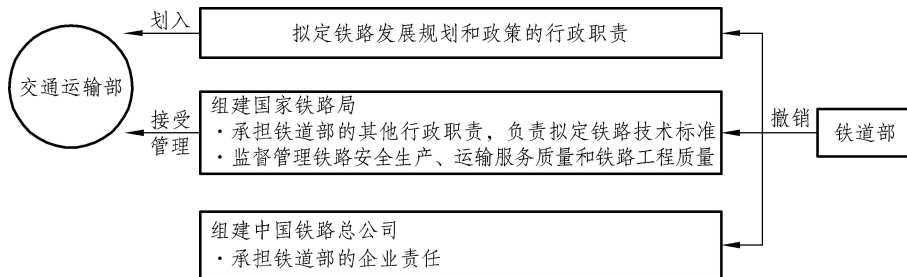 划入
拟定铁路发展规划和政策的行政职责
交通运输部
接受
管理
组建国家铁路局
·承担铁道部的其他行政职责，负责拟定铁路技术标准
·监督管理铁路安全生产、运输服务质量和铁路工程质量
撤销
铁道部
组建中国铁路总公司
·承担铁道部的企业责任